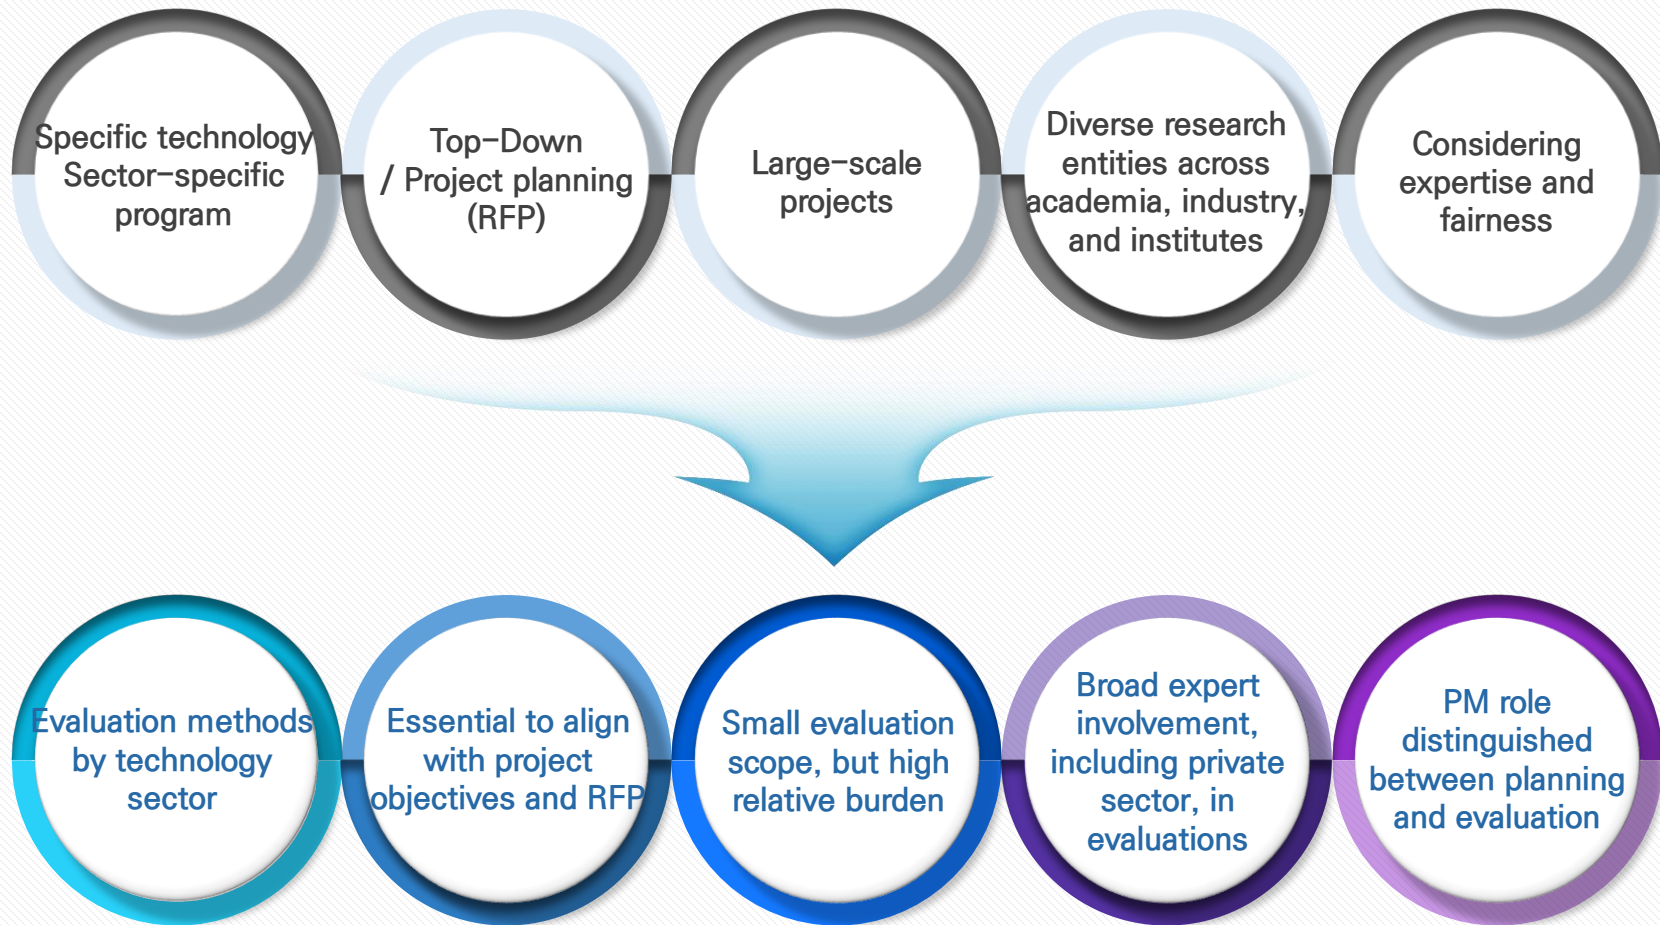 Specific technology
Sector-specific
program
Top-Down
/ Project planning
(RFP)
Large-scale
projects
Diverse research
entities across
academia, industry,
and institutes
Considering
expertise and
fairness
Evaluation methods
by technology
sector
Essential to align
with project
objectives and RFP
Small evaluation
scope, but high
relative burden
Broad expert
involvement,
including private
sector, in
evaluations
PM role
distinguished
between planning
and evaluation